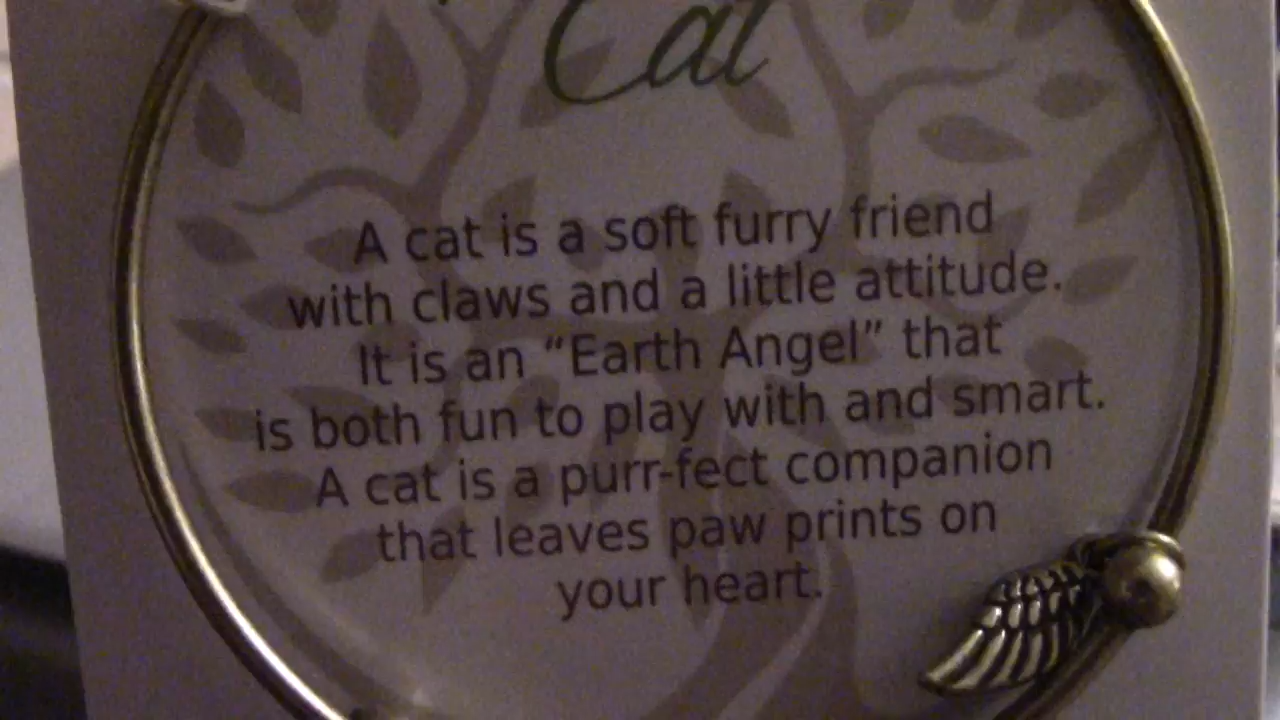 Cat
A cat is a soft furry friend
with claws and a little attitude.
It is an “Earth Angel” that
is both fun to play with and smart.
A cat is a purr-fect companion
that leaves paw prints on
your heart.